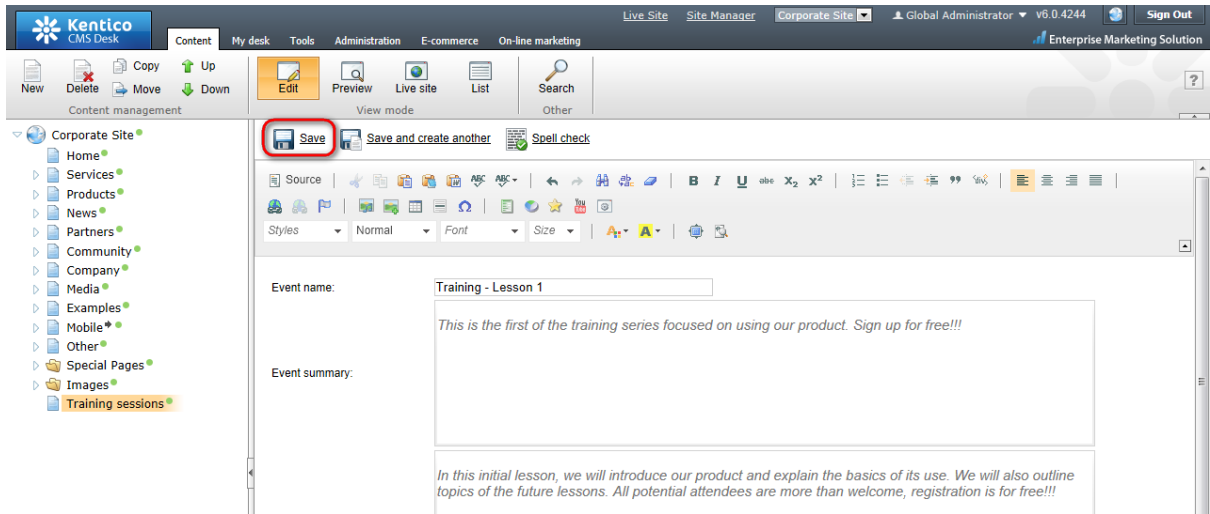 Kentico
CMS Desk
Live Site Site Manager Corporate Site Global Administrator v6.0.4244 Sign Out
Content My desk Tools Administration E-commerce On-line marketing
Enterprise Marketing Solution
New Delete Copy Move Up Down
Content management
Edit Preview Live site List
View mode
Search
Other
?
Corporate Site
Home
Services
Products
News
Partners
Community
Company
Media
Examples
Mobile
Other
Special Pages
Images
Training sessions
Save Save and create another Spell check
Source ABC ABC B I U abc X₂ X²
Ω You
Styles Normal Font Size A A
Event name: Training - Lesson 1
Event summary:
This is the first of the training series focused on using our product. Sign up for free!!!
In this initial lesson, we will introduce our product and explain the basics of its use. We will also outline
topics of the future lessons. All potential attendees are more than welcome, registration is for free!!!